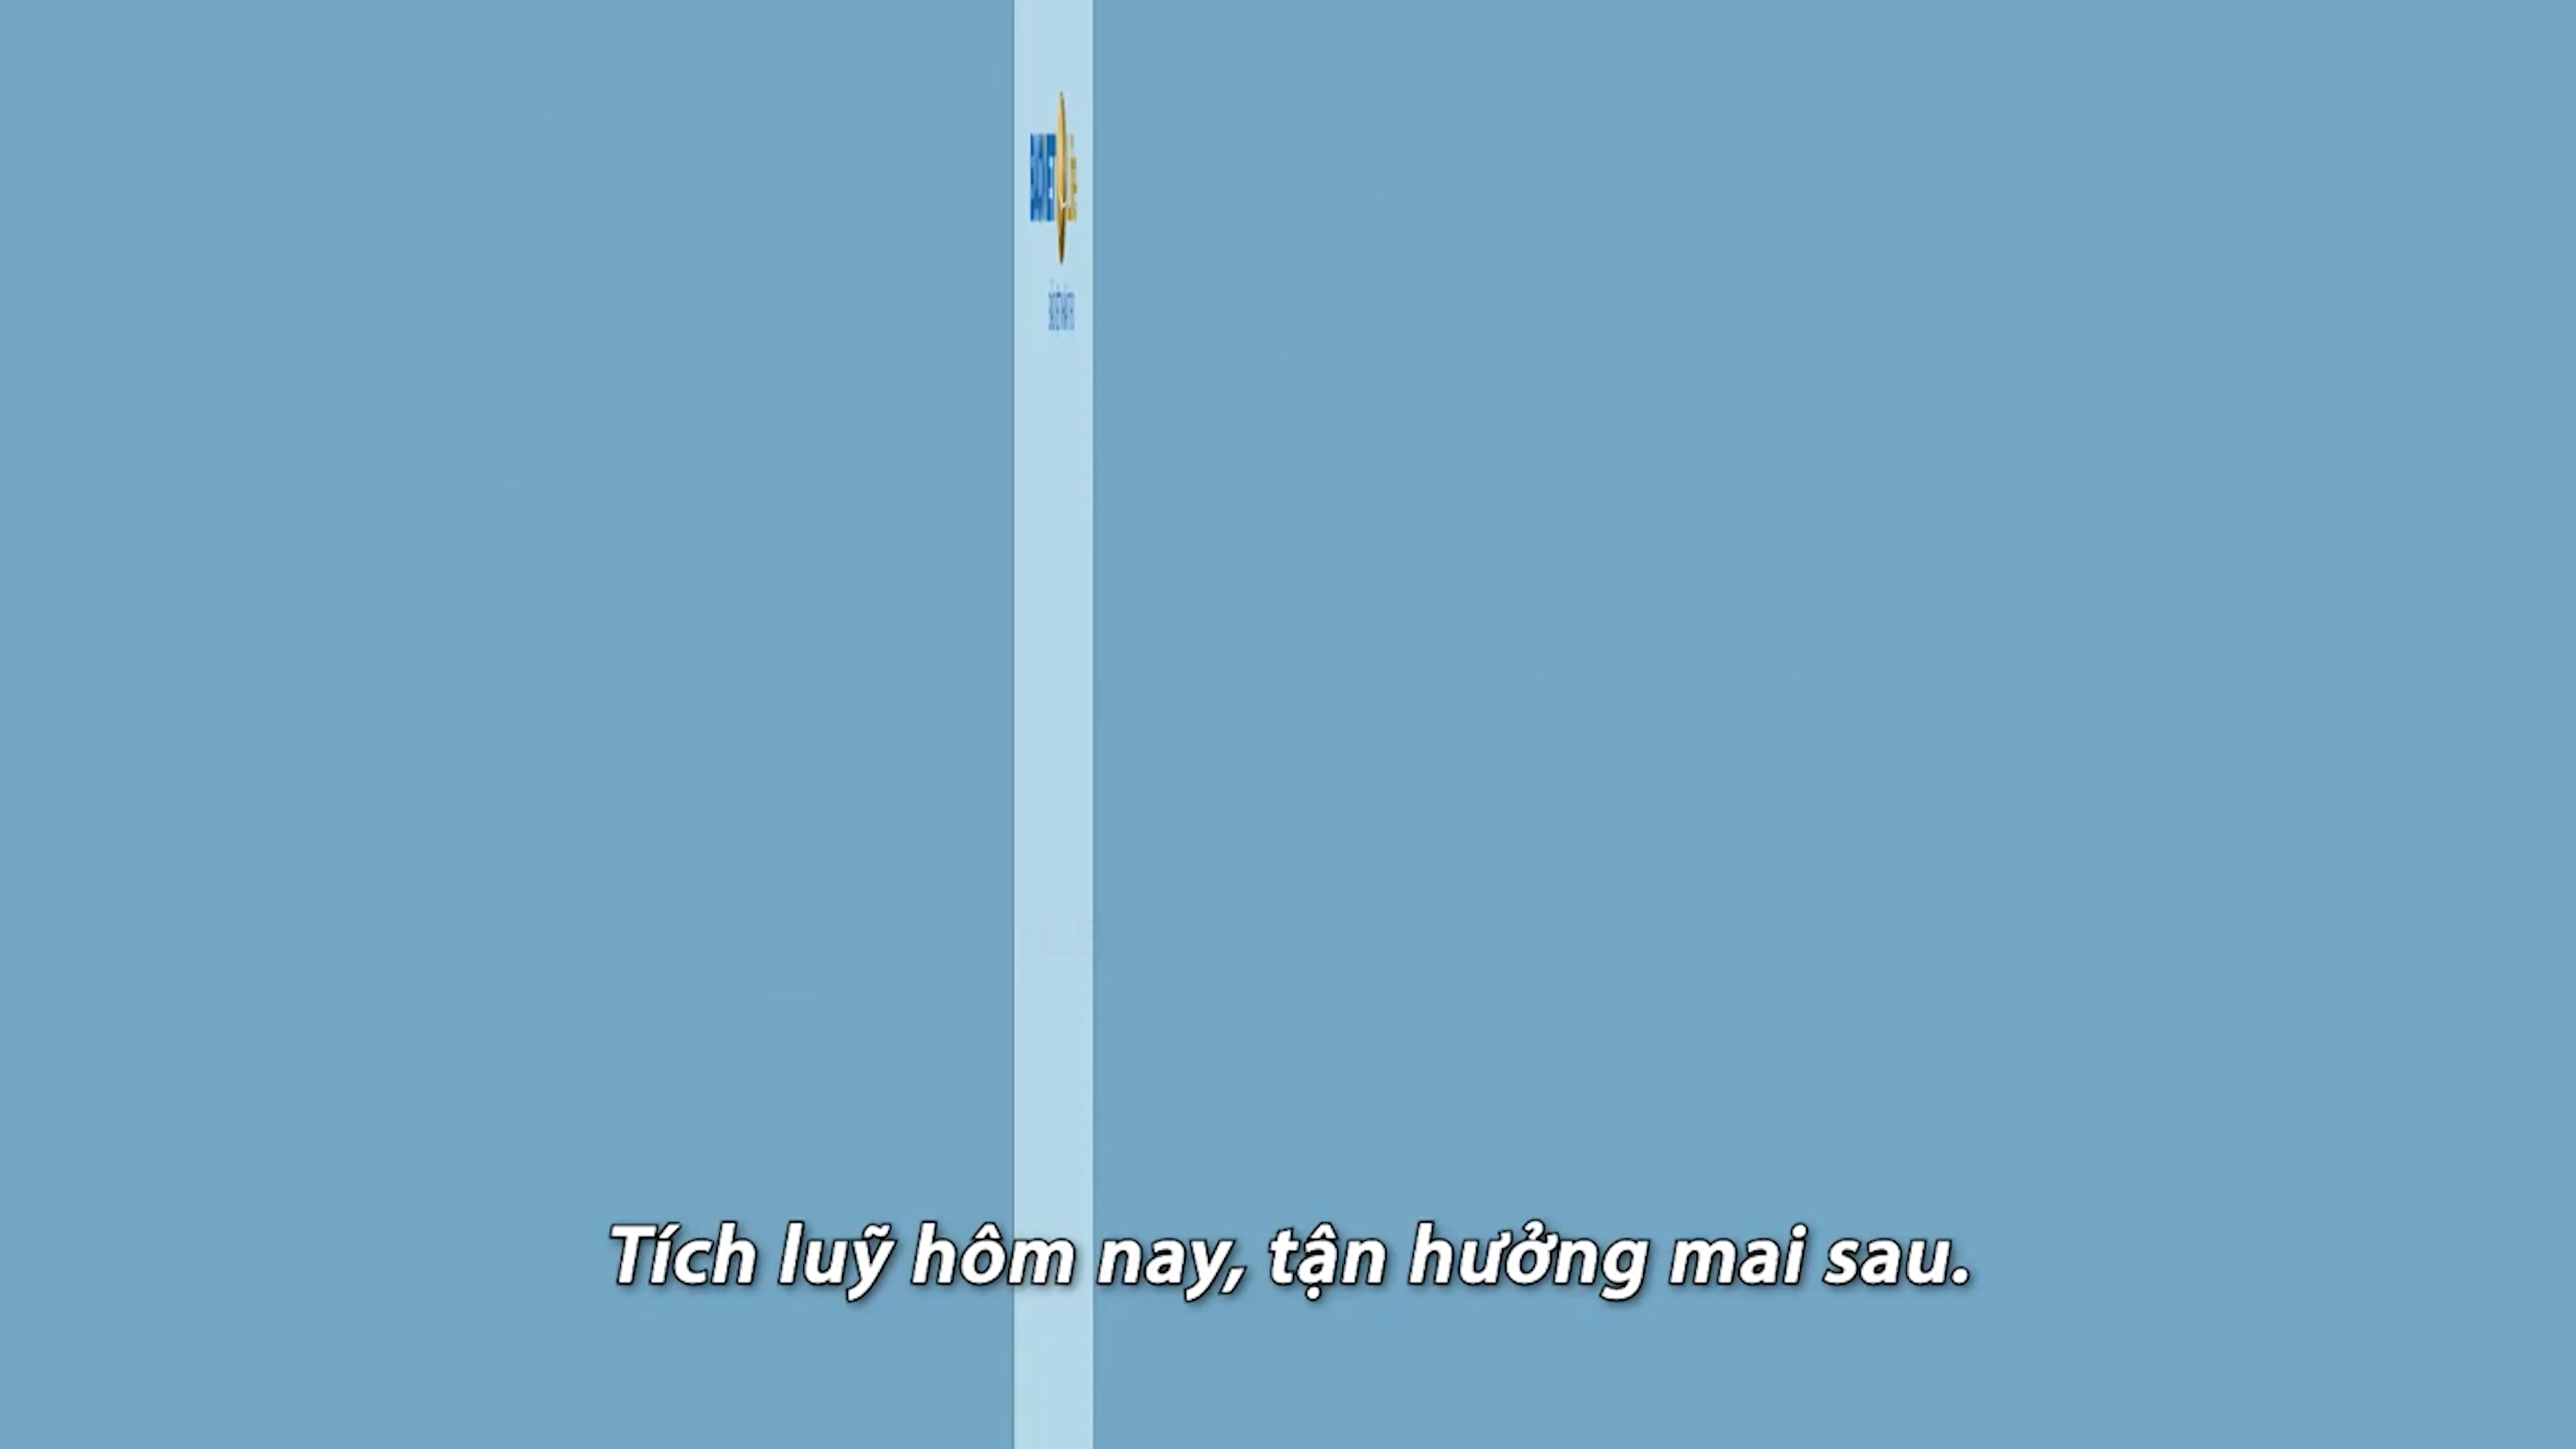 Tích luỹ hôm nay, tận hưởng mai sau.